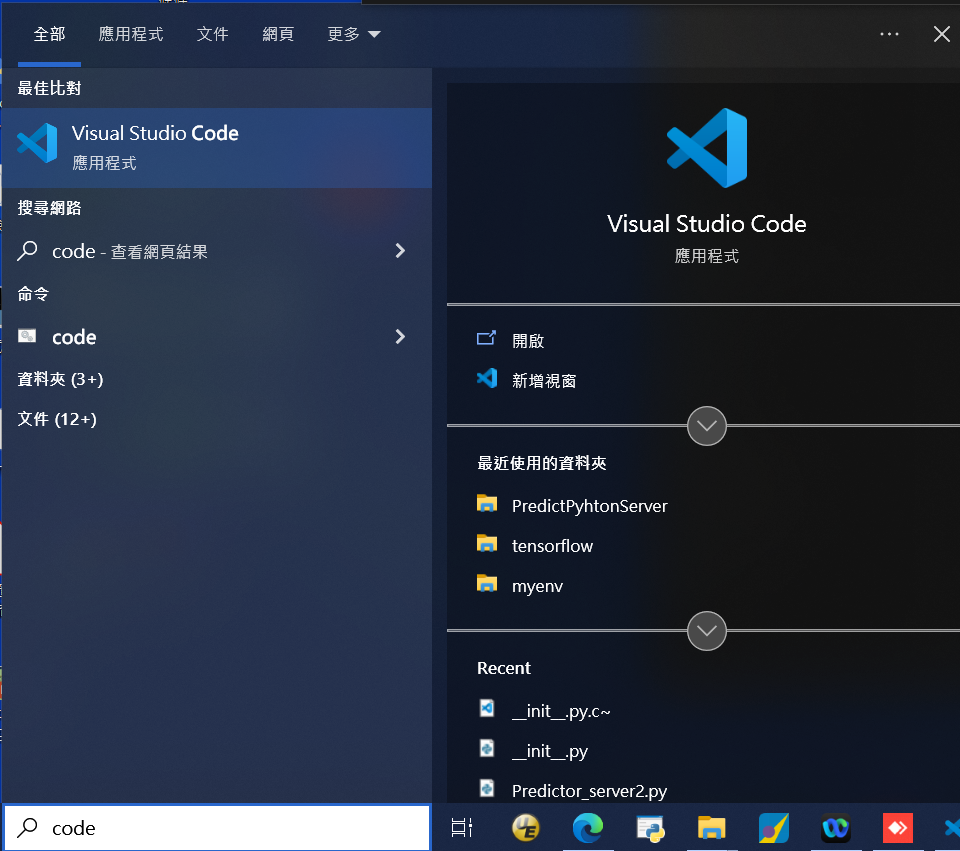 全部 應用程式 文件 網頁 更多
最佳比對
Visual Studio Code
應用程式
搜尋網路
code - 查看網頁結果
命令
code
資料夾 (3+)
文件 (12+)
code
Visual Studio Code
應用程式
開啟
新增視窗
最近使用的資料夾
PredictPyhtonServer
tensorflow
myenv
Recent
__init__.py.c~
__init__.py
Predictor_server2.py